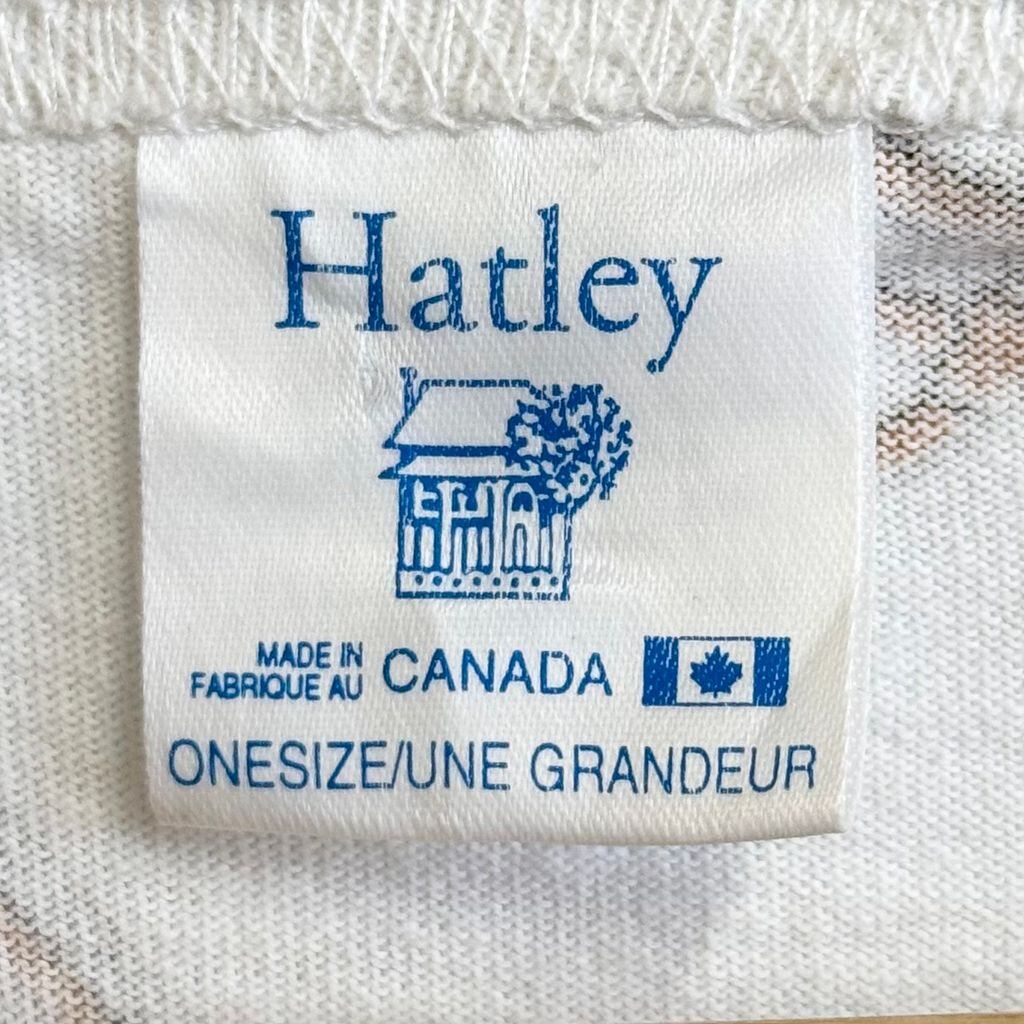 Hatley
MADE IN
FABRIQUE AU
CANADA
ONESIZE/UNE GRANDEUR